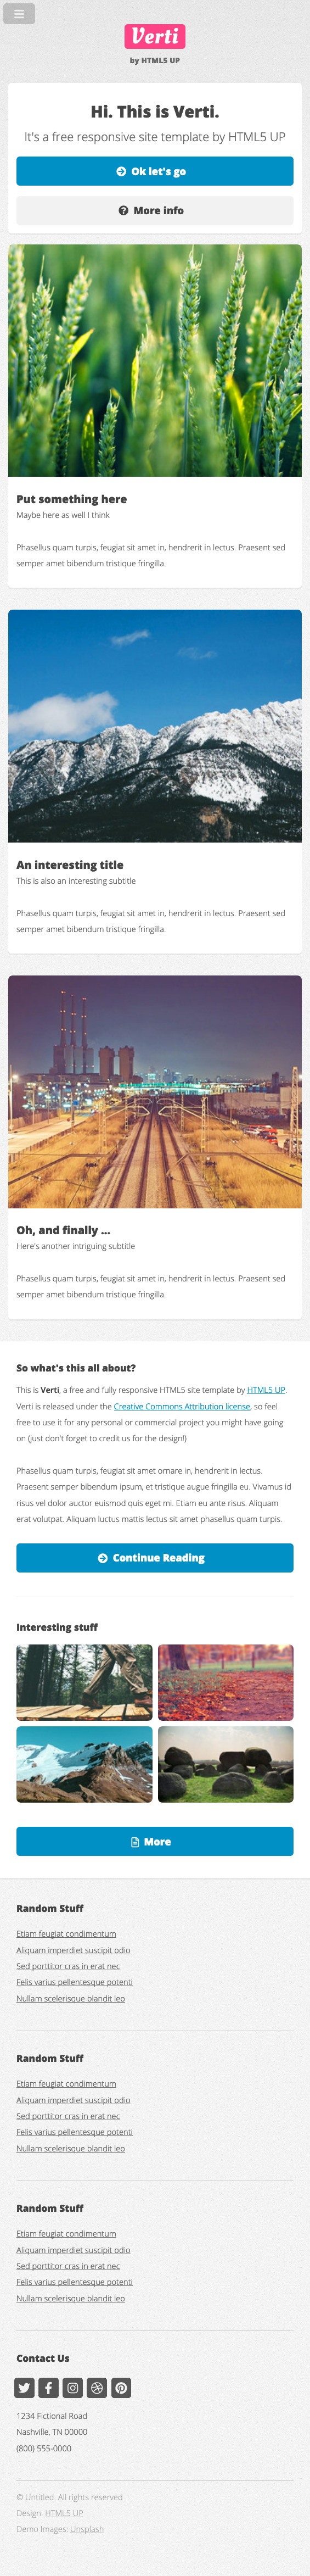 Verti
by HTML5 UP
Hi. This is Verti.
It's a free responsive site template by HTML5 UP
Ok let's go
More info
Put something here
Maybe here as well I think
Phasellus quam turpis, feugiat sit amet in, hendrerit in lectus. Praesent sed
semper amet bibendum tristique fringilla.
An interesting title
This is also an interesting subtitle
Phasellus quam turpis, feugiat sit amet in, hendrerit in lectus. Praesent sed
semper amet bibendum tristique fringilla.
Oh, and finally ...
Here's another intriguing subtitle
Phasellus quam turpis, feugiat sit amet in, hendrerit in lectus. Praesent sed
semper amet bibendum tristique fringilla.
So what's this all about?
This is Verti, a free and fully responsive HTML5 site template by HTML5 UP.
Verti is released under the Creative Commons Attribution license, so feel
free to use it for any personal or commercial project you might have going
on (just don't forget to credit us for the design!)
Phasellus quam turpis, feugiat sit amet ornare in, hendrerit in lectus.
Praesent semper bibendum ipsum, et tristique augue fringilla eu. Vivamus id
risus vel dolor auctor euismod quis eget mi. Etiam eu ante risus. Aliquam
erat volutpat. Aliquam luctus mattis lectus sit amet phasellus quam turpis.
Continue Reading
Interesting stuff
More
Random Stuff
Etiam feugiat condimentum
Aliquam imperdiet suscipit odio
Sed porttitor cras in erat nec
Felis varius pellentesque potenti
Nullam scelerisque blandit leo
Random Stuff
Etiam feugiat condimentum
Aliquam imperdiet suscipit odio
Sed porttitor cras in erat nec
Felis varius pellentesque potenti
Nullam scelerisque blandit leo
Random Stuff
Etiam feugiat condimentum
Aliquam imperdiet suscipit odio
Sed porttitor cras in erat nec
Felis varius pellentesque potenti
Nullam scelerisque blandit leo
Contact Us
1234 Fictional Road
Nashville, TN 00000
(800) 555-0000
© Untitled. All rights reserved
Design: HTML5 UP
Demo Images: Unsplash